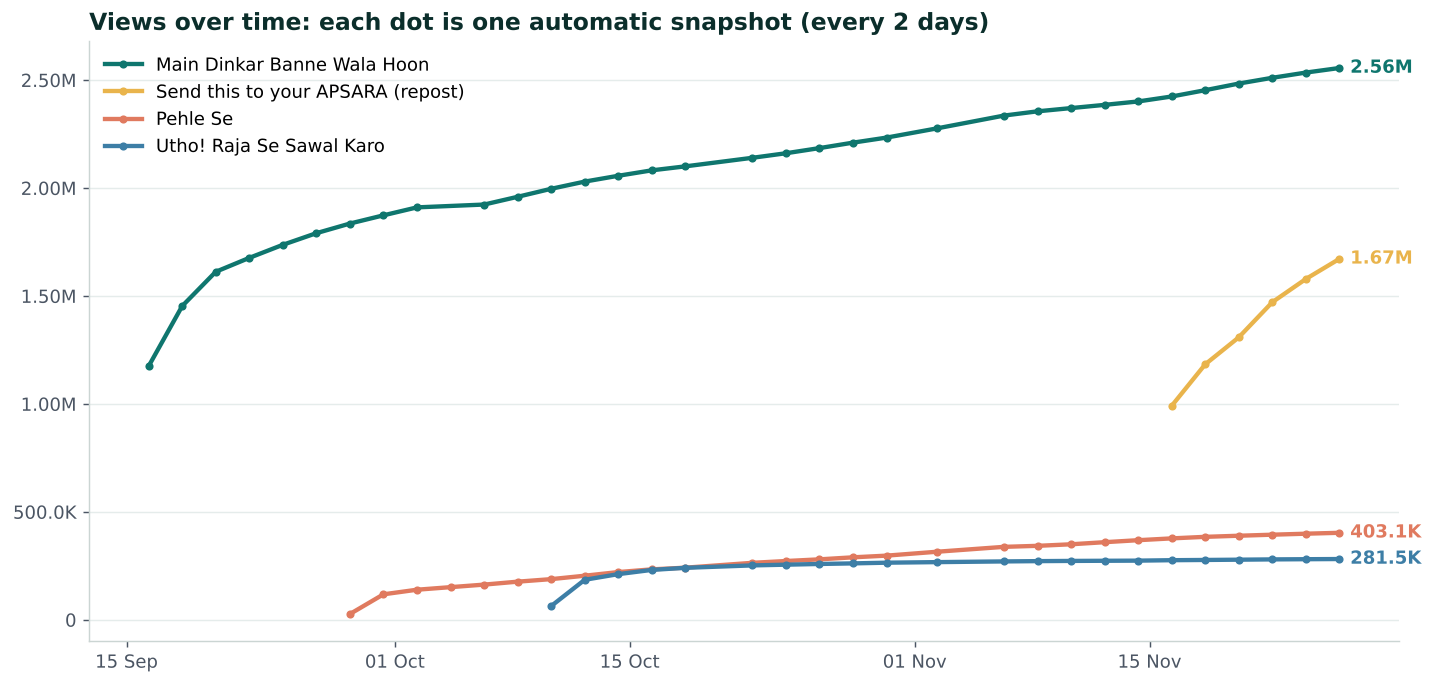 Views over time: each dot is one automatic snapshot (every 2 days)
Main Dinkar Banne Wala Hoon
Send this to your APSARA (repost)
Pehle Se
Utho! Raja Se Sawal Karo
2.50M
2.00M
1.50M
1.00M
500.0K
0
2.56M
1.67M
403.1K
281.5K
15 Sep
01 Oct
15 Oct
01 Nov
15 Nov